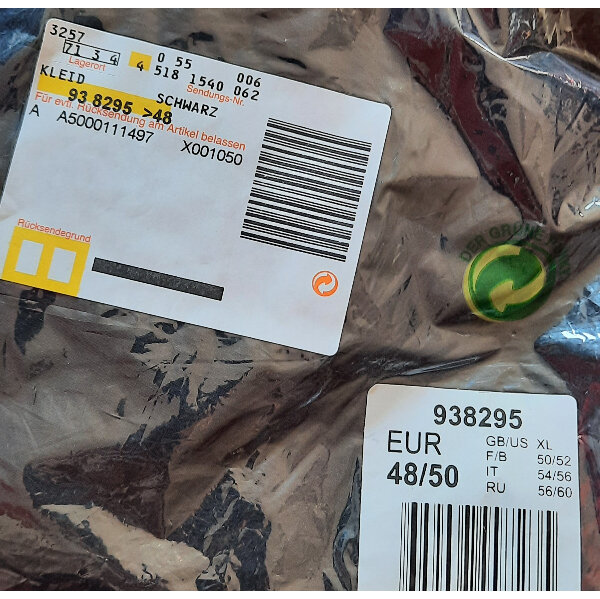 3257
71 3 4
Lagerort
4
0 55 006
518 1540 062
Sendungs-Nr.
KLEID SCHWARZ
93 8295 >48
Für evtl. Rücksendung am Artikel belassen
A A5000111497 X001050
Rücksendegrund
DER GRÜNE
938295
EUR
48/50
GB/US XL
F/B 50/52
IT 54/56
RU 56/60